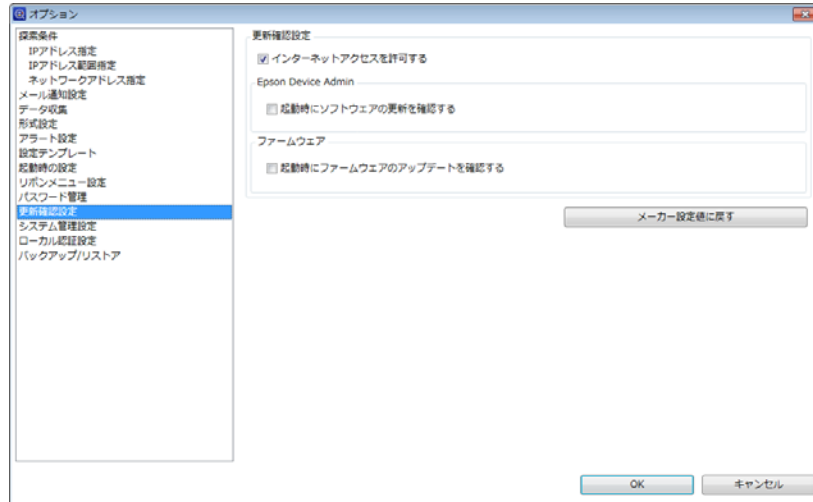 オプション
探索条件
IPアドレス指定
IPアドレス範囲指定
ネットワークアドレス指定
メール通知設定
データ収集
形式設定
アラート設定
設定テンプレート
起動時の設定
リボンメニュー設定
パスワード管理
更新確認設定
システム管理設定
ローカル認証設定
バックアップ/リストア
更新確認設定
インターネットアクセスを許可する
Epson Device Admin
起動時にソフトウェアの更新を確認する
ファームウェア
起動時にファームウェアのアップデートを確認する
メーカー設定値に戻す
OK
キャンセル